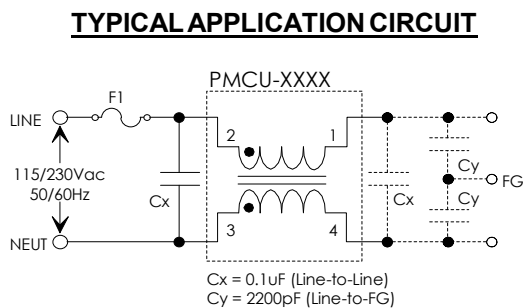 TYPICAL APPLICATION CIRCUIT
PMCU-XXXX
F1
LINE
2
1
115/230Vac
50/60Hz
Cx
Cx
Cy
FG
Cy
NEUT
3
4
Cx = 0.1uF (Line-to-Line)
Cy = 2200pF (Line-to-FG)